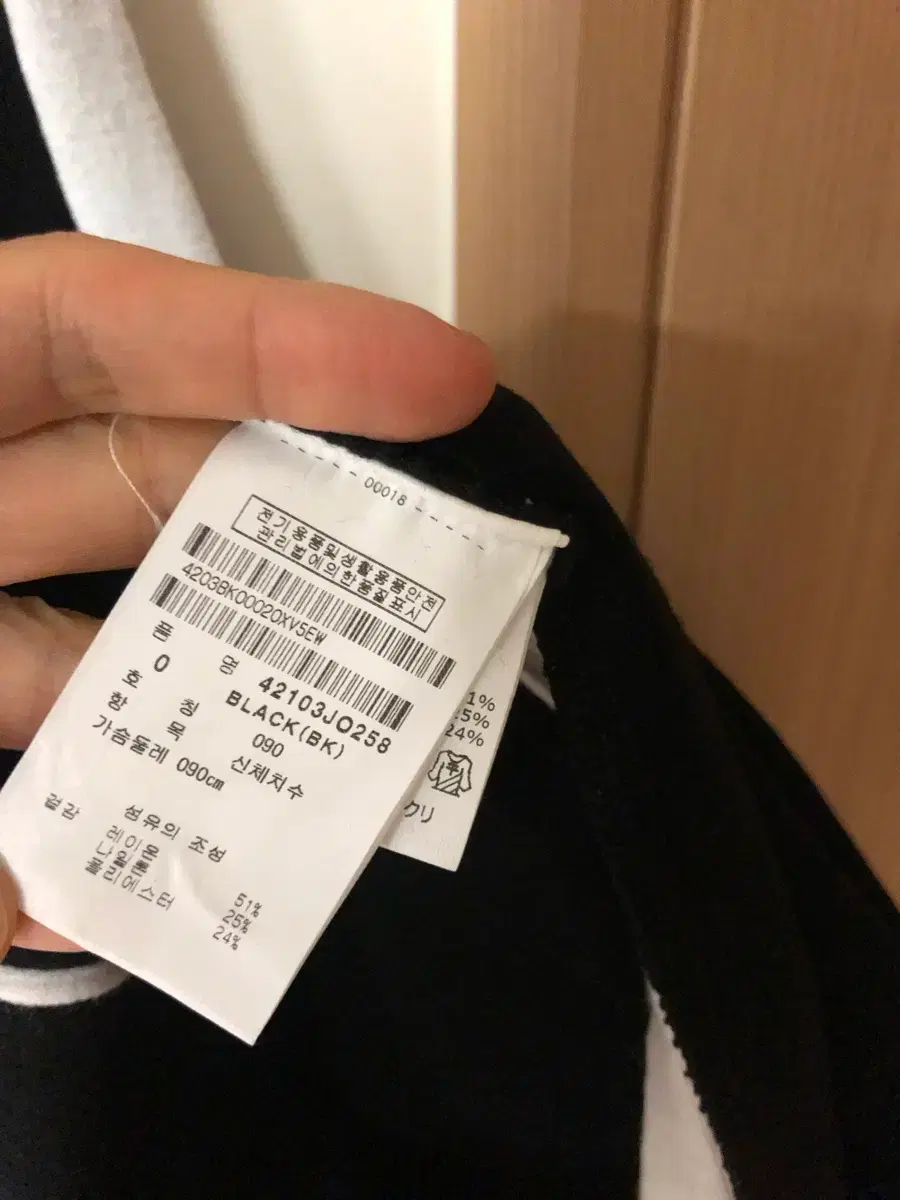 00018
전기용품및생활용품안전
관리법에의한품질표시
4203BK00020XV5EW
품 명 42103JO258
0 BLACK(BK)
호 칭 090
항 목 신체치수
가슴둘레 090cm
섬유의 조성
겉감
레이온 51%
나일론 25%
폴리에스터 24%
1%
25%
24%
クリ